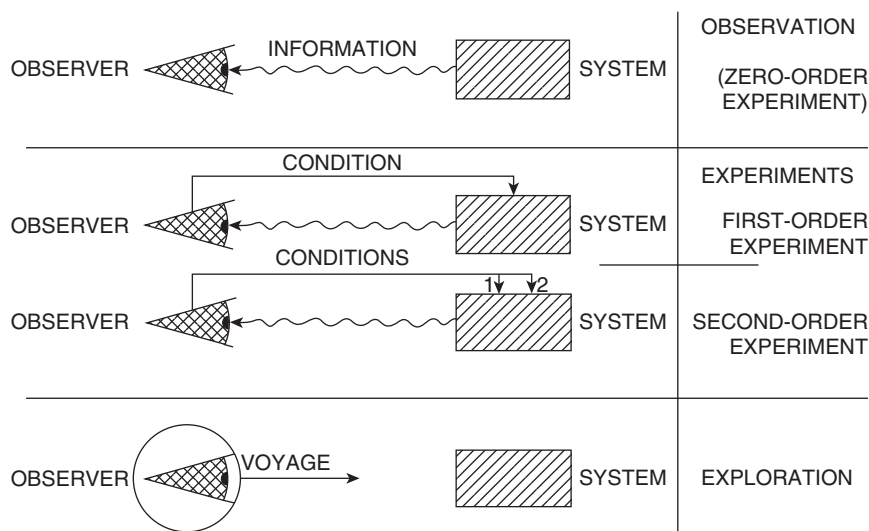 INFORMATION
OBSERVER
SYSTEM
OBSERVATION
(ZERO-ORDER
EXPERIMENT)
CONDITION
OBSERVER
SYSTEM
EXPERIMENTS
FIRST-ORDER
EXPERIMENT
CONDITIONS
1
2
OBSERVER
SYSTEM
SECOND-ORDER
EXPERIMENT
OBSERVER
VOYAGE
SYSTEM
EXPLORATION